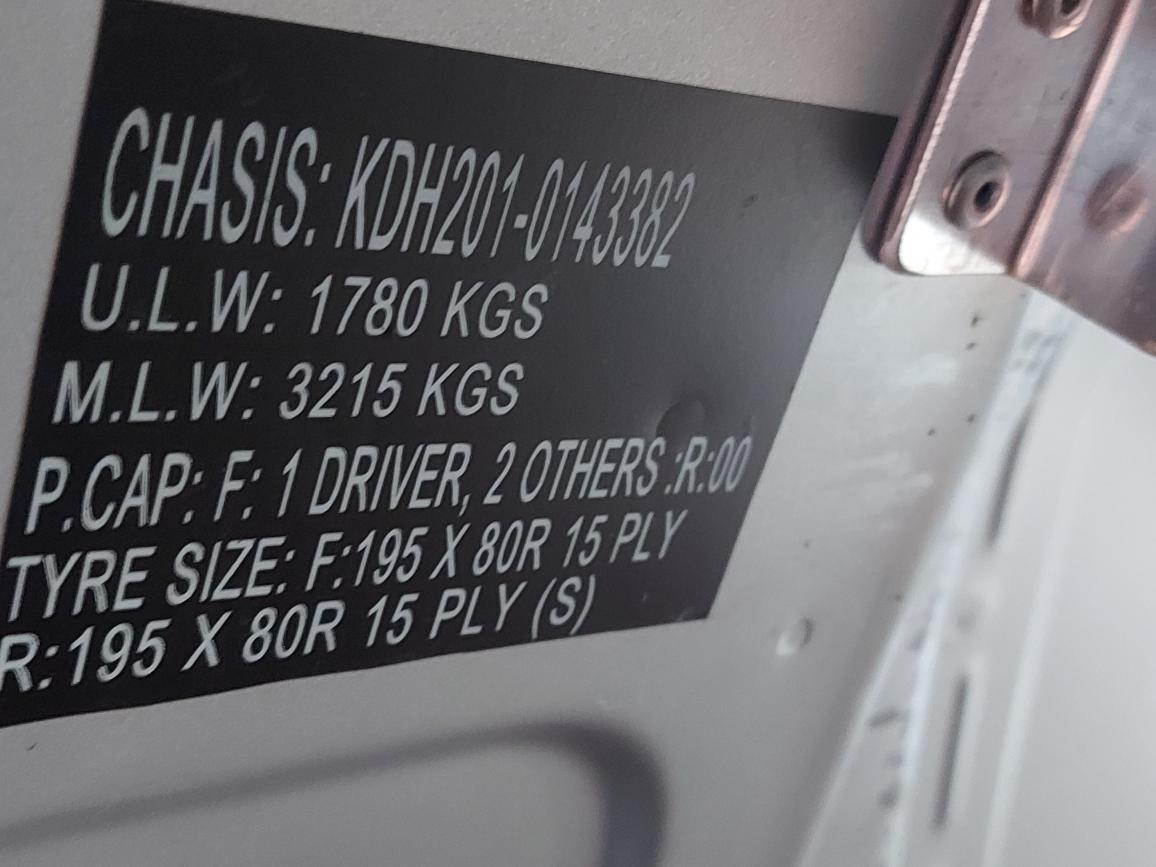 CHASIS: KDH201-0143382
U.L.W: 1780 KGS
M.L.W: 3215 KGS
P.CAP: F: 1 DRIVER, 2 OTHERS :R:00
TYRE SIZE: F:195 X 80R 15 PLY
R:195 X 80R 15 PLY (S)